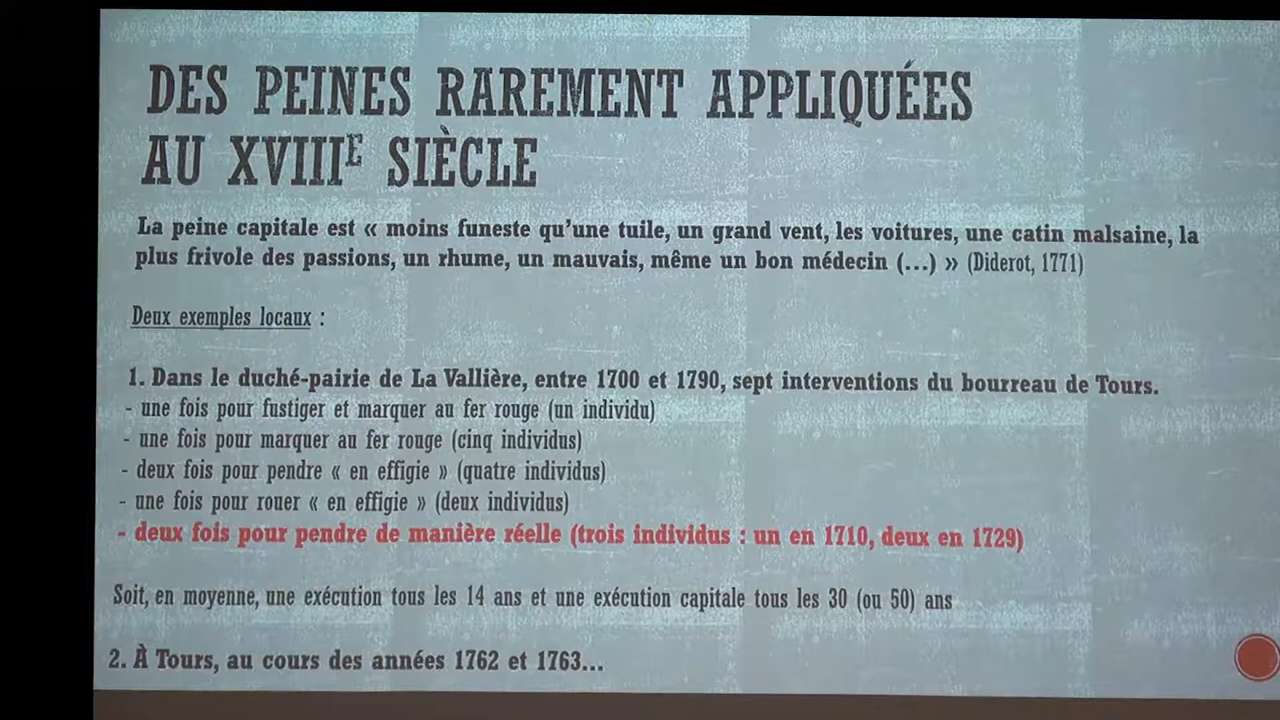 DES PEINES RAREMENT APPLIQUÉES
AU XVIIIE SIÈCLE
La peine capitale est « moins funeste qu'une tuile, un grand vent, les voitures, une catin malsaine, la
plus frivole des passions, un rhume, un mauvais, même un bon médecin (...) » (Diderot, 1771)
Deux exemples locaux :
1. Dans le duché-pairie de La Vallière, entre 1700 et 1790, sept interventions du bourreau de Tours.
- une fois pour fustiger et marquer au fer rouge (un individu)
- une fois pour marquer au fer rouge (cinq individus)
- deux fois pour pendre « en effigie » (quatre individus)
- une fois pour rouer « en effigie » (deux individus)
- deux fois pour pendre de manière réelle (trois individus : un en 1710, deux en 1729)
Soit, en moyenne, une exécution tous les 14 ans et une exécution capitale tous les 30 (ou 50) ans
2. À Tours, au cours des années 1762 et 1763...